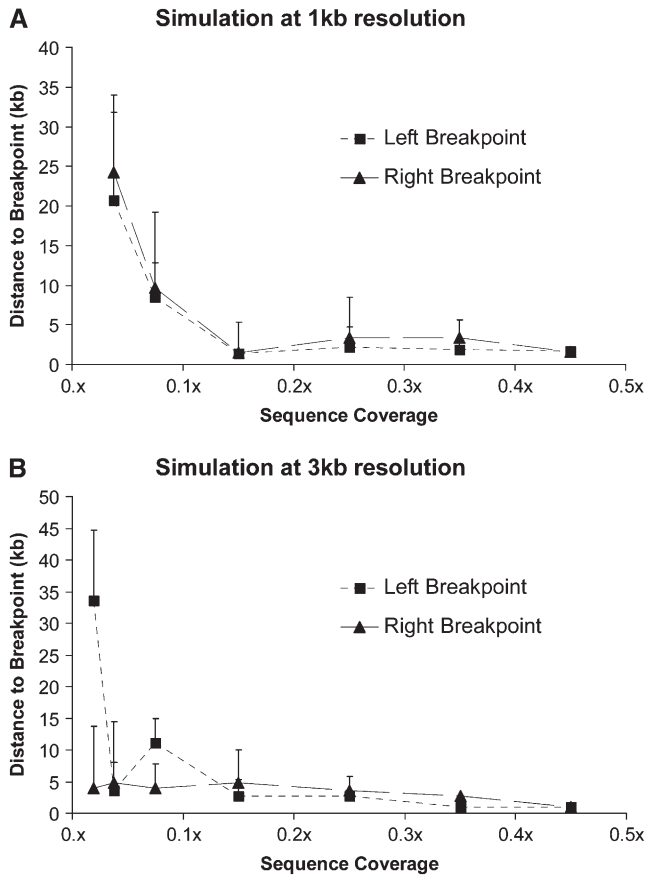 A
Simulation at 1kb resolution
40
35
30
25
20
15
10
5
0
Distance to Breakpoint (kb)
Left Breakpoint
Right Breakpoint
0.x 0.1x 0.2x 0.3x 0.4x 0.5x
Sequence Coverage
B
Simulation at 3kb resolution
50
45
40
35
30
25
20
15
10
5
0
Distance to Breakpoint (kb)
Left Breakpoint
Right Breakpoint
0.x 0.1x 0.2x 0.3x 0.4x 0.5x
Sequence Coverage